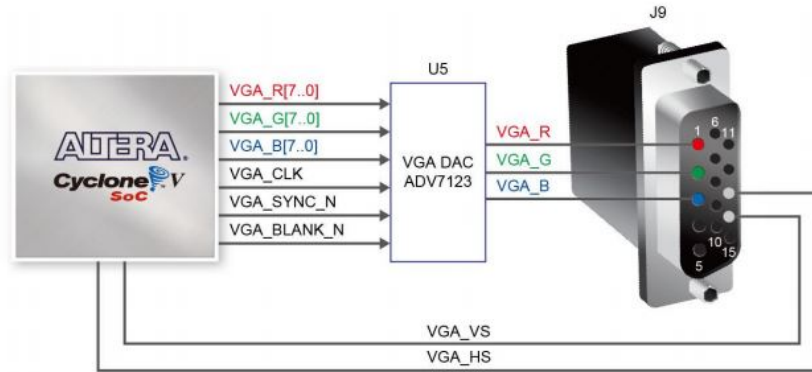 J9
U5
ALTERA®
Cyclone V
SoC
VGA_R[7..0]
VGA_G[7..0]
VGA_B[7..0]
VGA_CLK
VGA_SYNC_N
VGA_BLANK_N
VGA DAC
ADV7123
VGA_R
VGA_G
VGA_B
1
6
11
5
10
15
VGA_VS
VGA_HS